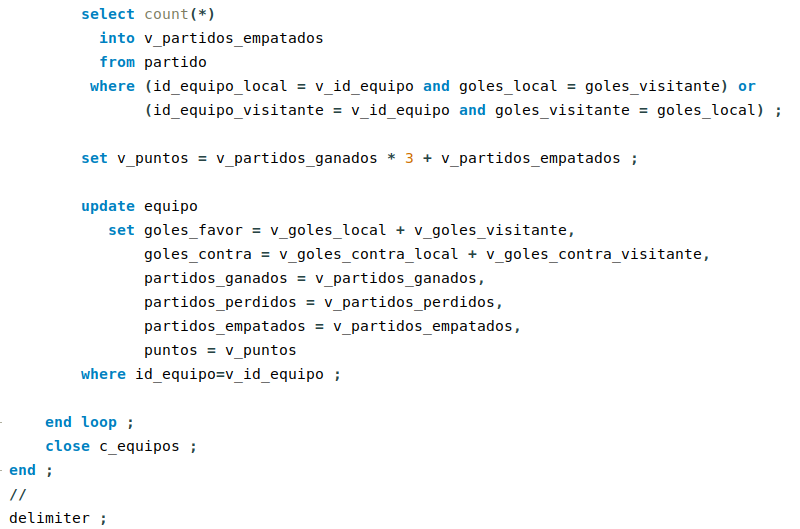 select count(*)
into v_partidos_empatados
from partido
where (id_equipo_local = v_id_equipo and goles_local = goles_visitante) or
(id_equipo_visitante = v_id_equipo and goles_visitante = goles_local) ;
set v_puntos = v_partidos_ganados * 3 + v_partidos_empatados ;
update equipo
set goles_favor = v_goles_local + v_goles_visitante,
goles_contra = v_goles_contra_local + v_goles_contra_visitante,
partidos_ganados = v_partidos_ganados,
partidos_perdidos = v_partidos_perdidos,
partidos_empatados = v_partidos_empatados,
puntos = v_puntos
where id_equipo=v_id_equipo ;
end loop ;
close c_equipos ;
end ;
//
delimiter ;